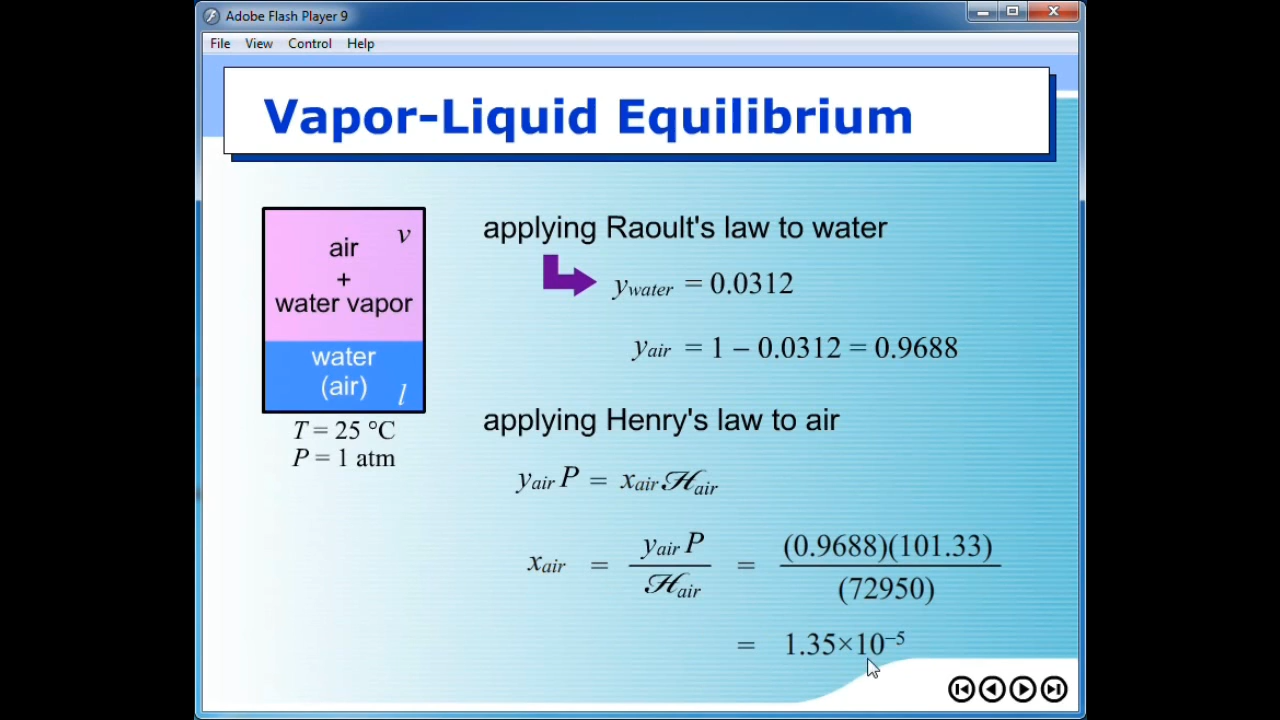 Adobe Flash Player 9
File View Control Help
Vapor-Liquid Equilibrium
air
v
+
water vapor
water
(air)
l
T = 25 °C
P = 1 atm
applying Raoult's law to water
y_water = 0.0312
y_air = 1 – 0.0312 = 0.9688
applying Henry's law to air
y_air P = x_air ℋ_air
x_air = y_air P / ℋ_air = (0.9688)(101.33) / (72950)
= 1.35×10⁻⁵